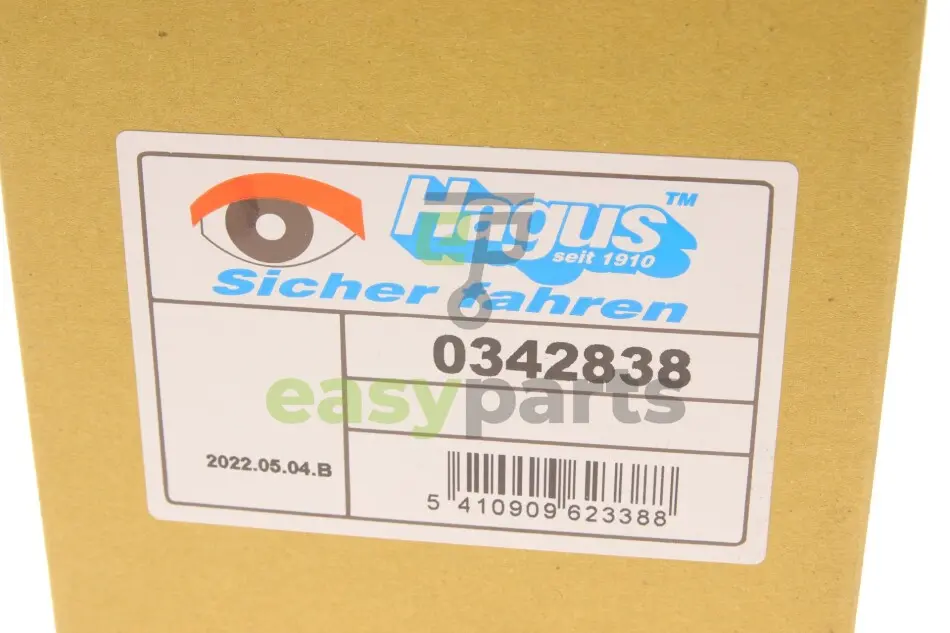 Hagus™
seit 1910
Sicher fahren
0342838
easyparts
2022.05.04.B
5 410909 623388